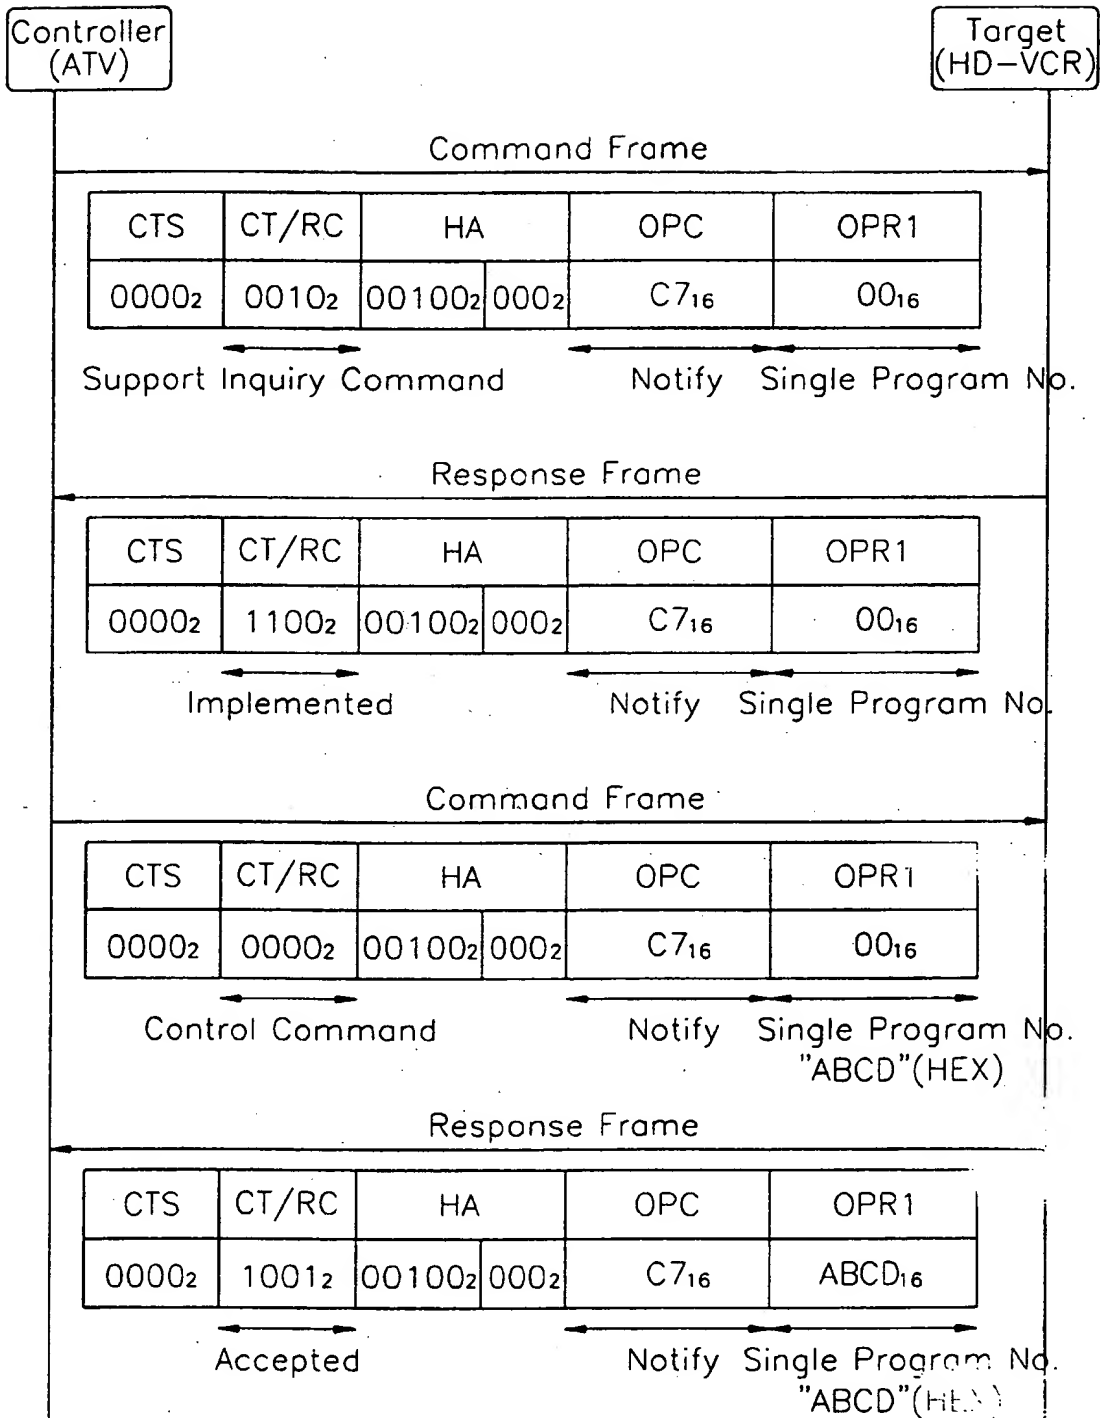 Controller
(ATV)
Target
(HD-VCR)
Command Frame
CTS CT/RC HA OPC OPR1
0000₂ 0010₂ 00100₂ 000₂ C7₁₆ 00₁₆
Support Inquiry Command Notify Single Program No.
Response Frame
CTS CT/RC HA OPC OPR1
0000₂ 1100₂ 00100₂ 000₂ C7₁₆ 00₁₆
Implemented Notify Single Program No.
Command Frame
CTS CT/RC HA OPC OPR1
0000₂ 0000₂ 00100₂ 000₂ C7₁₆ 00₁₆
Control Command Notify Single Program No.
"ABCD"(HEX)
Response Frame
CTS CT/RC HA OPC OPR1
0000₂ 1001₂ 00100₂ 000₂ C7₁₆ ABCD₁₆
Accepted Notify Single Program No.
"ABCD"(HEX)